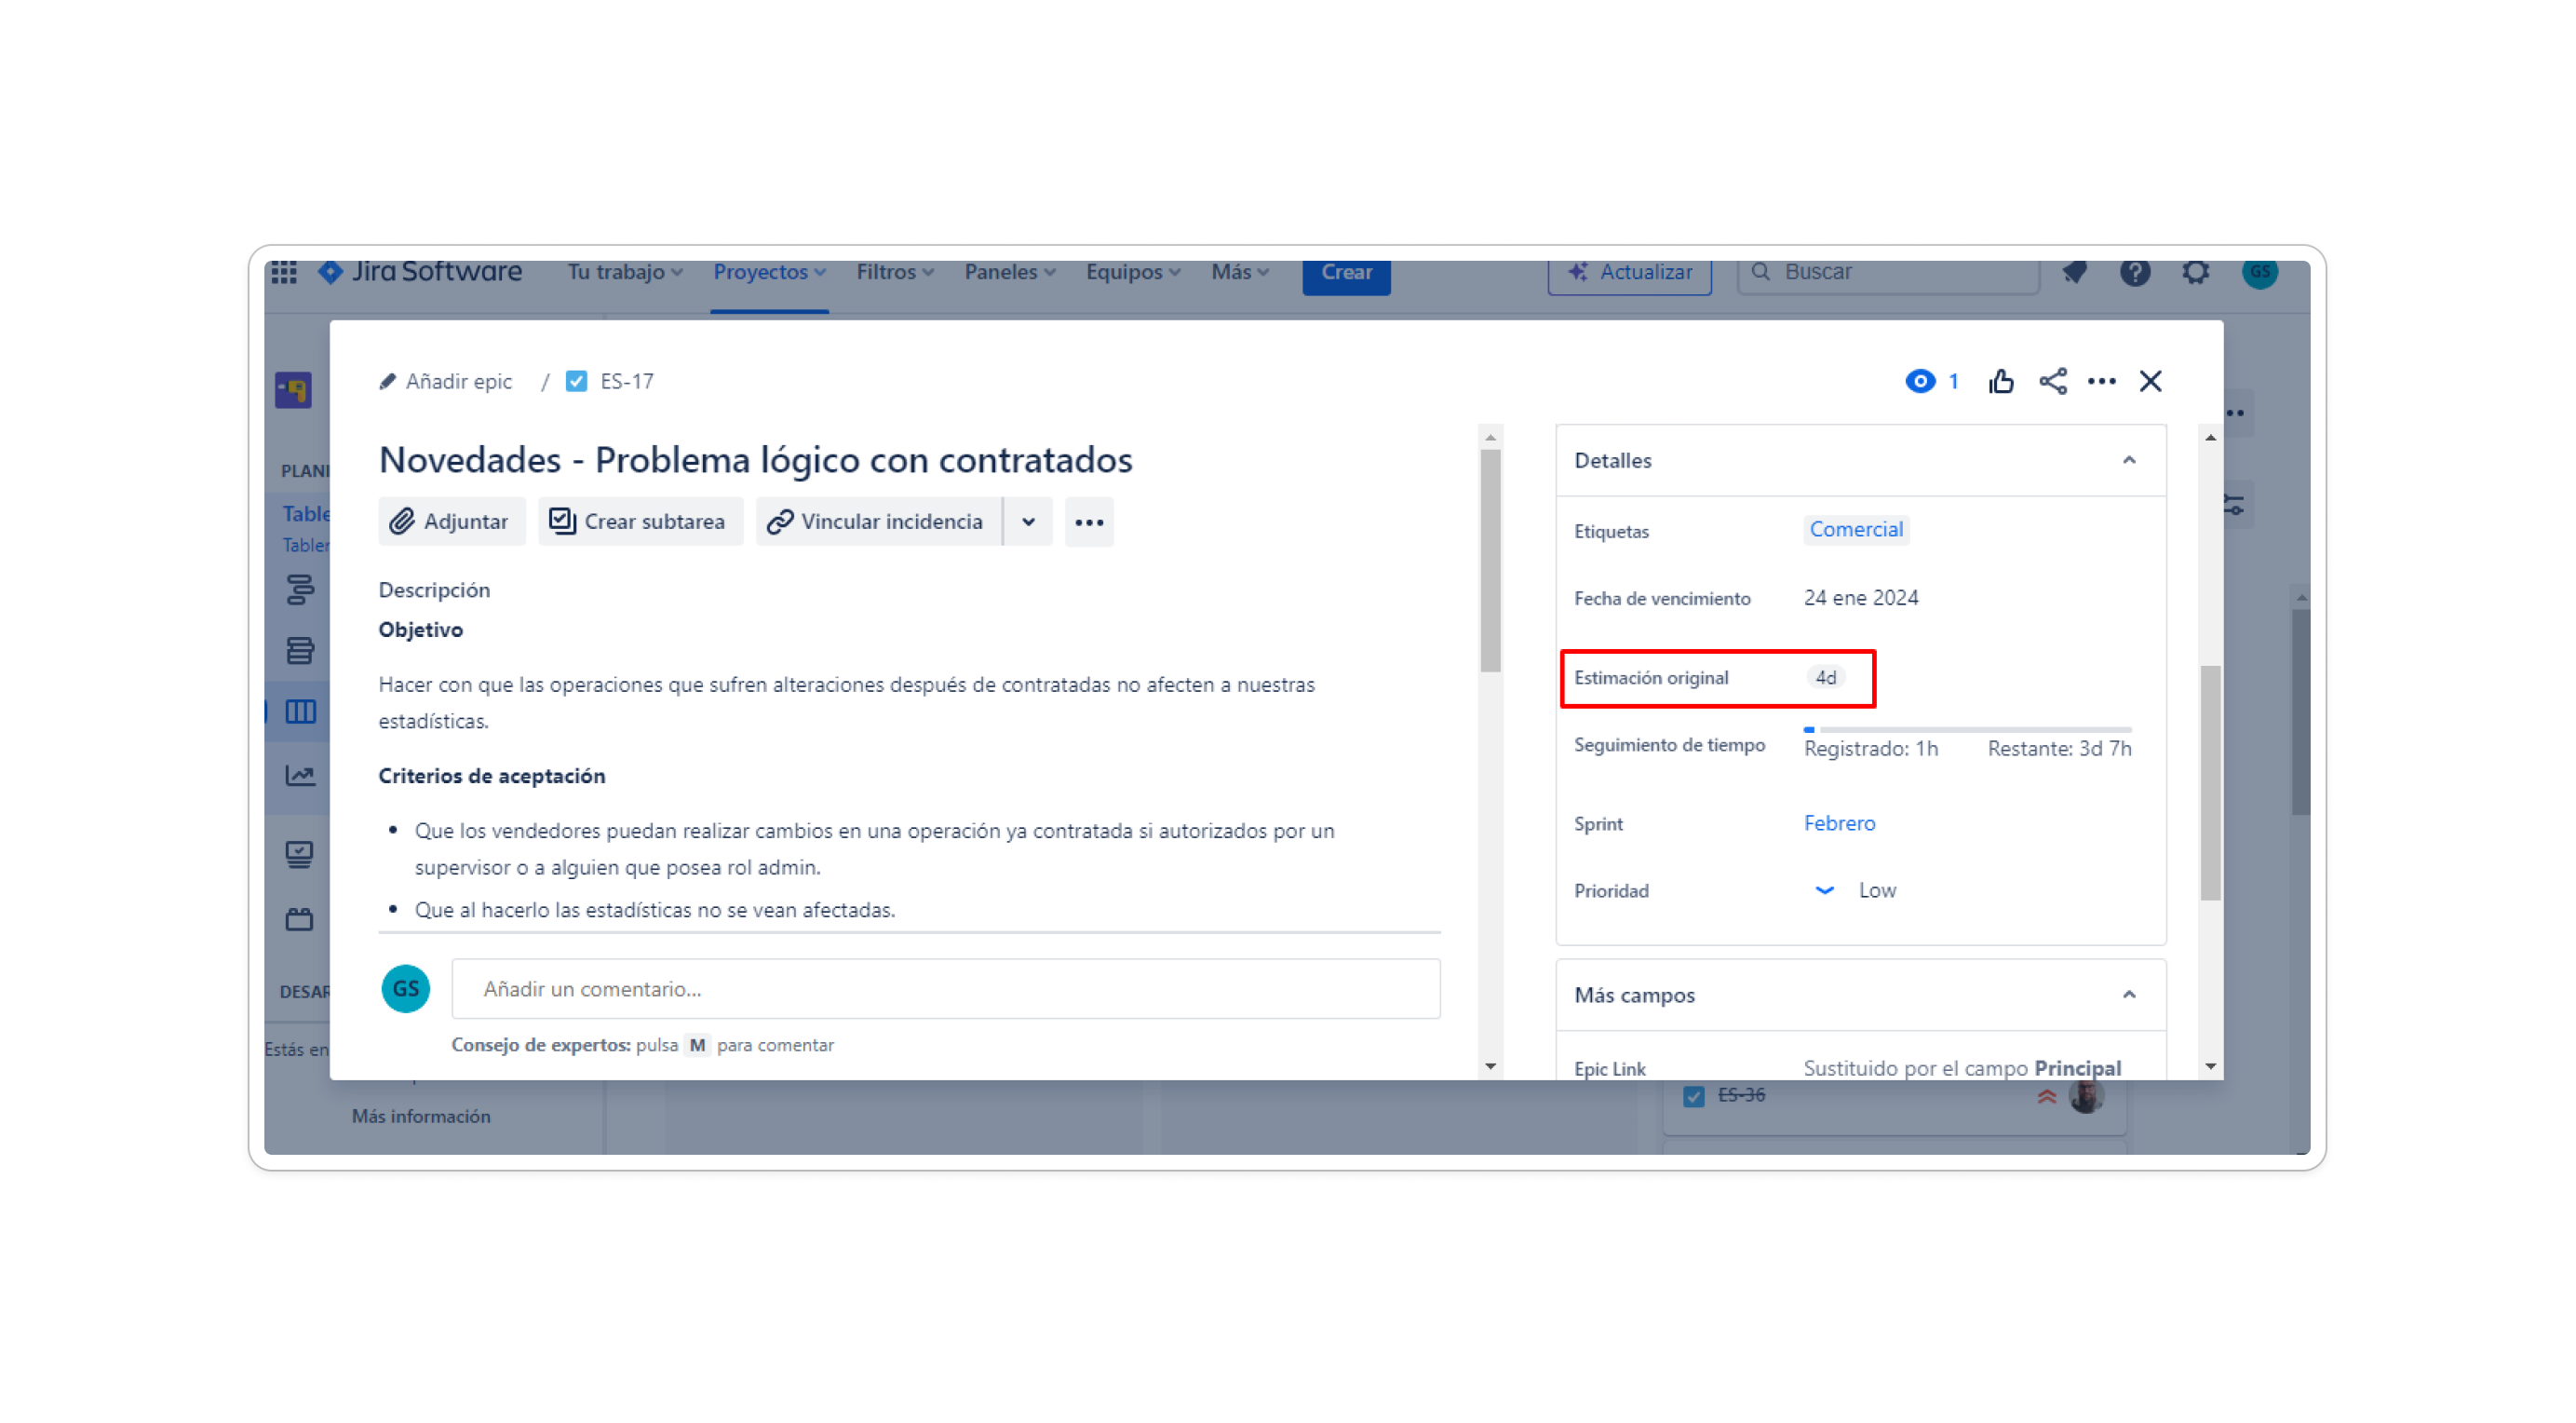 Jira Software Tu trabajo Proyectos Filtros Paneles Equipos Más Crear Actualizar Buscar GS
Añadir epic / ES-17 1
Novedades - Problema lógico con contratados
Adjuntar Crear subtarea Vincular incidencia
Descripción
Objetivo
Hacer con que las operaciones que sufren alteraciones después de contratadas no afecten a nuestras
estadísticas.
Criterios de aceptación
Que los vendedores puedan realizar cambios en una operación ya contratada si autorizados por un
supervisor o a alguien que posea rol admin.
Que al hacerlo las estadísticas no se vean afectadas.
GS Añadir un comentario...
Consejo de expertos: pulsa M para comentar
Detalles
Etiquetas Comercial
Fecha de vencimiento 24 ene 2024
Estimación original 4d
Seguimiento de tiempo Registrado: 1h Restante: 3d 7h
Sprint Febrero
Prioridad Low
Más campos
Epic Link Sustituido por el campo Principal
PLANI
Table
Tabler
DESAR
Estás en
Más información
ES-36